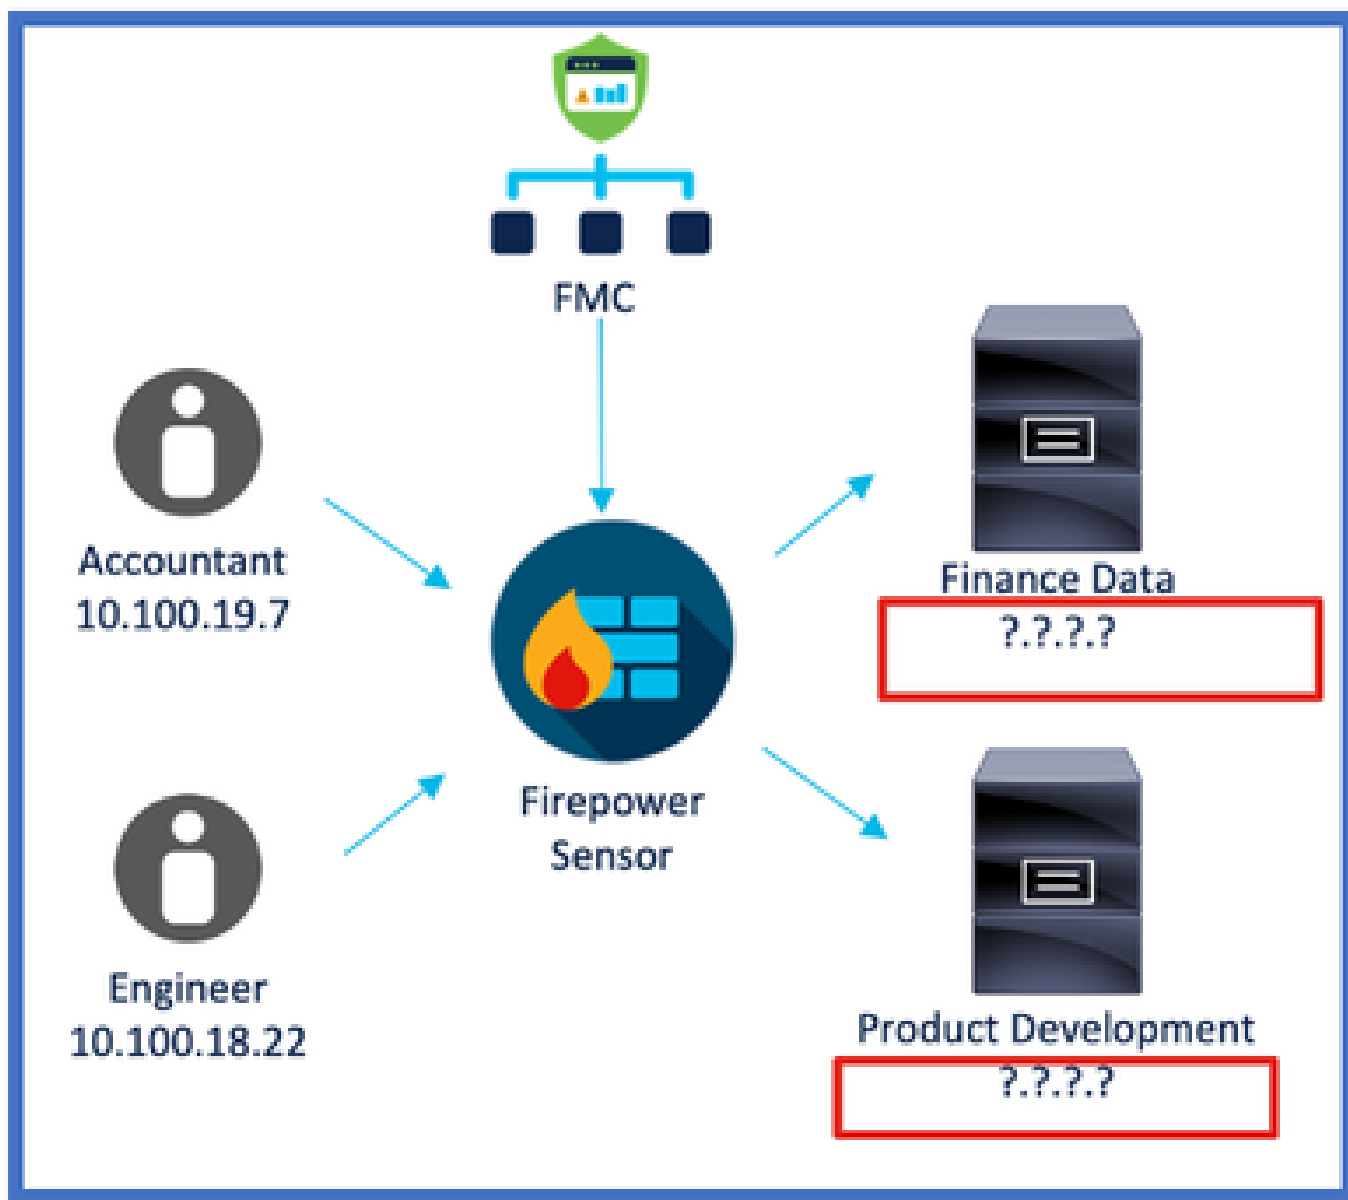 FMC
Accountant
10.100.19.7
Finance Data
?.?.?.?
Firepower
Sensor
Engineer
10.100.18.22
Product Development
?.?.?.?